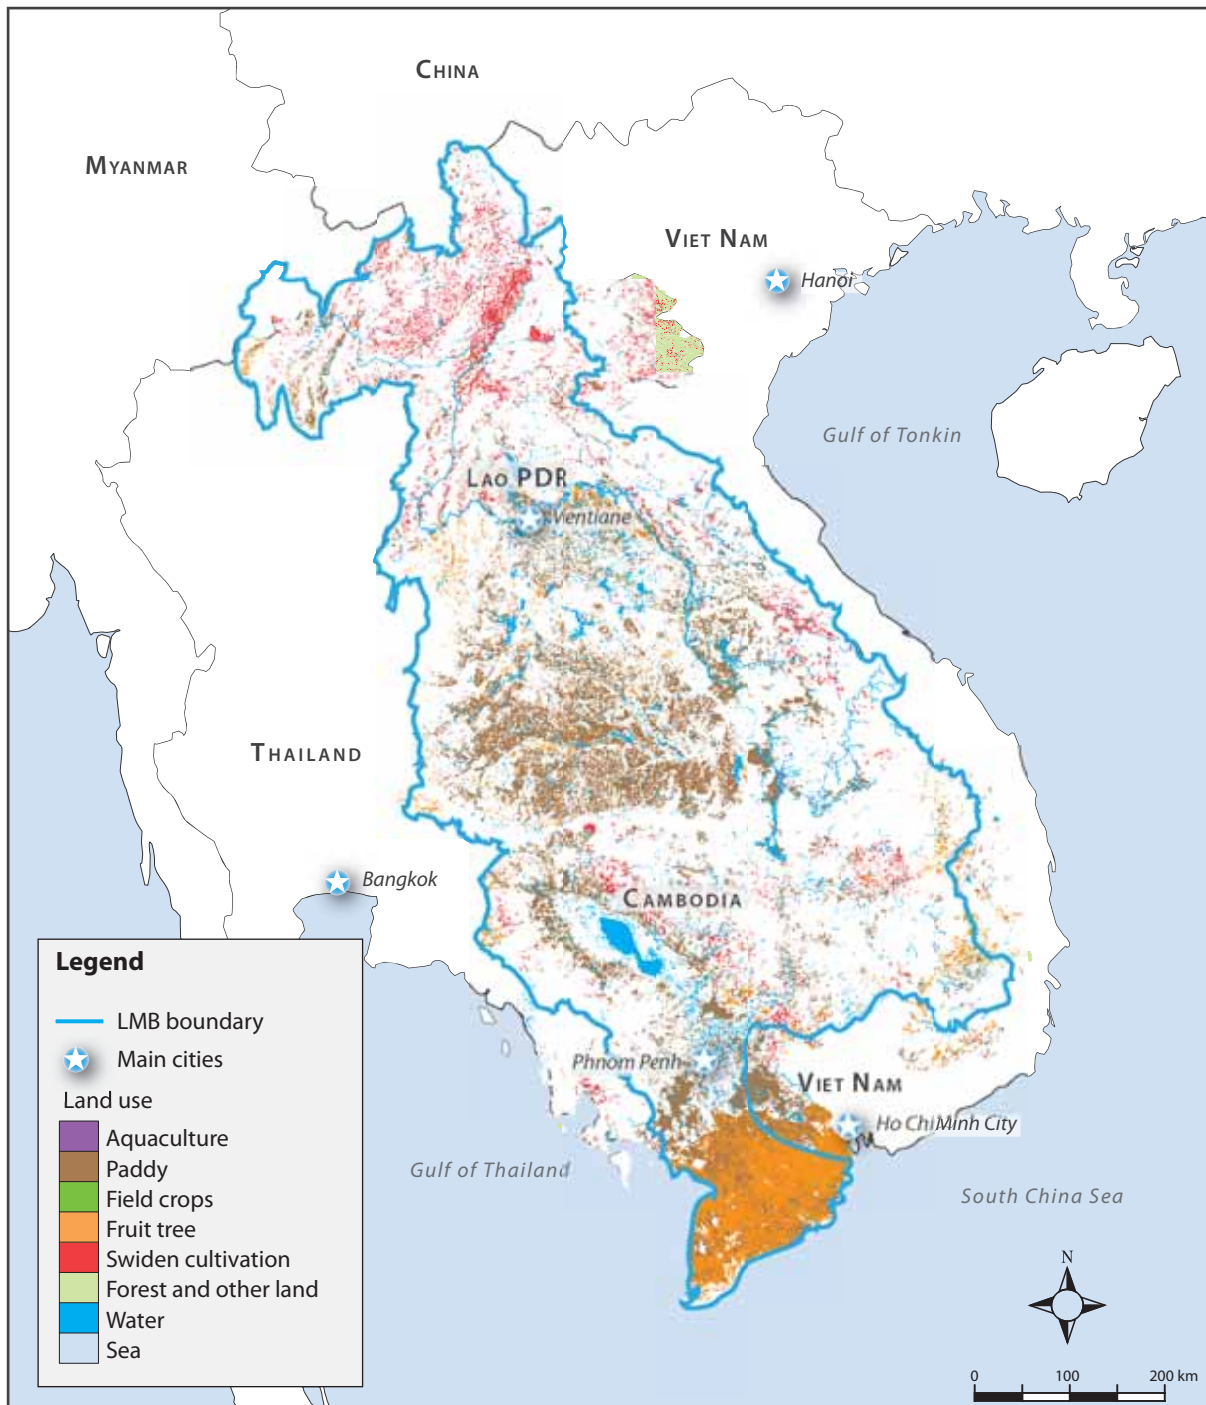 CHINA
MYANMAR
VIET NAM
Hanoi
Gulf of Tonkin
LAO PDR
Vientiane
THAILAND
Bangkok
CAMBODIA
Legend
LMB boundary
Main cities
Land use
Aquaculture
Paddy
Field crops
Fruit tree
Swiden cultivation
Forest and other land
Water
Sea
Phnom Penh
VIET NAM
Ho Chi Minh City
Gulf of Thailand
South China Sea
N
0 100 200 km